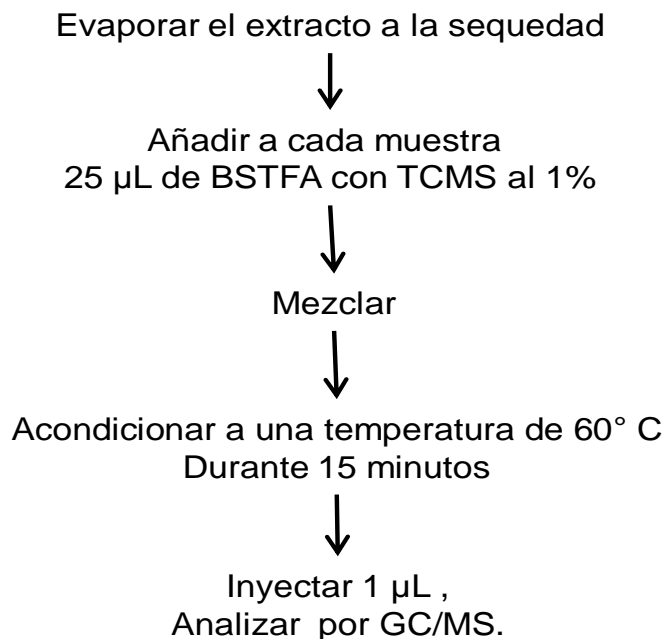 Evaporar el extracto a la sequedad
Añadir a cada muestra
25 µL de BSTFA con TCMS al 1%
Mezclar
Acondicionar a una temperatura de 60° C
Durante 15 minutos
Inyectar 1 µL ,
Analizar por GC/MS.